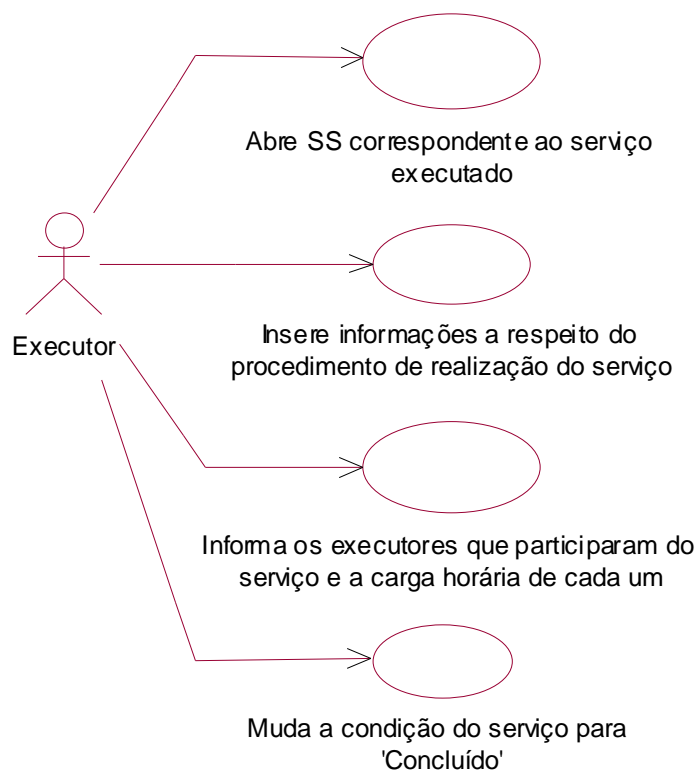 Abre SS correspondente ao serviço
executado
Insere informações a respeito do
procedimento de realização do serviço
Executor
Informa os executores que participaram do
serviço e a carga horária de cada um
Muda a condição do serviço para
'Concluído'